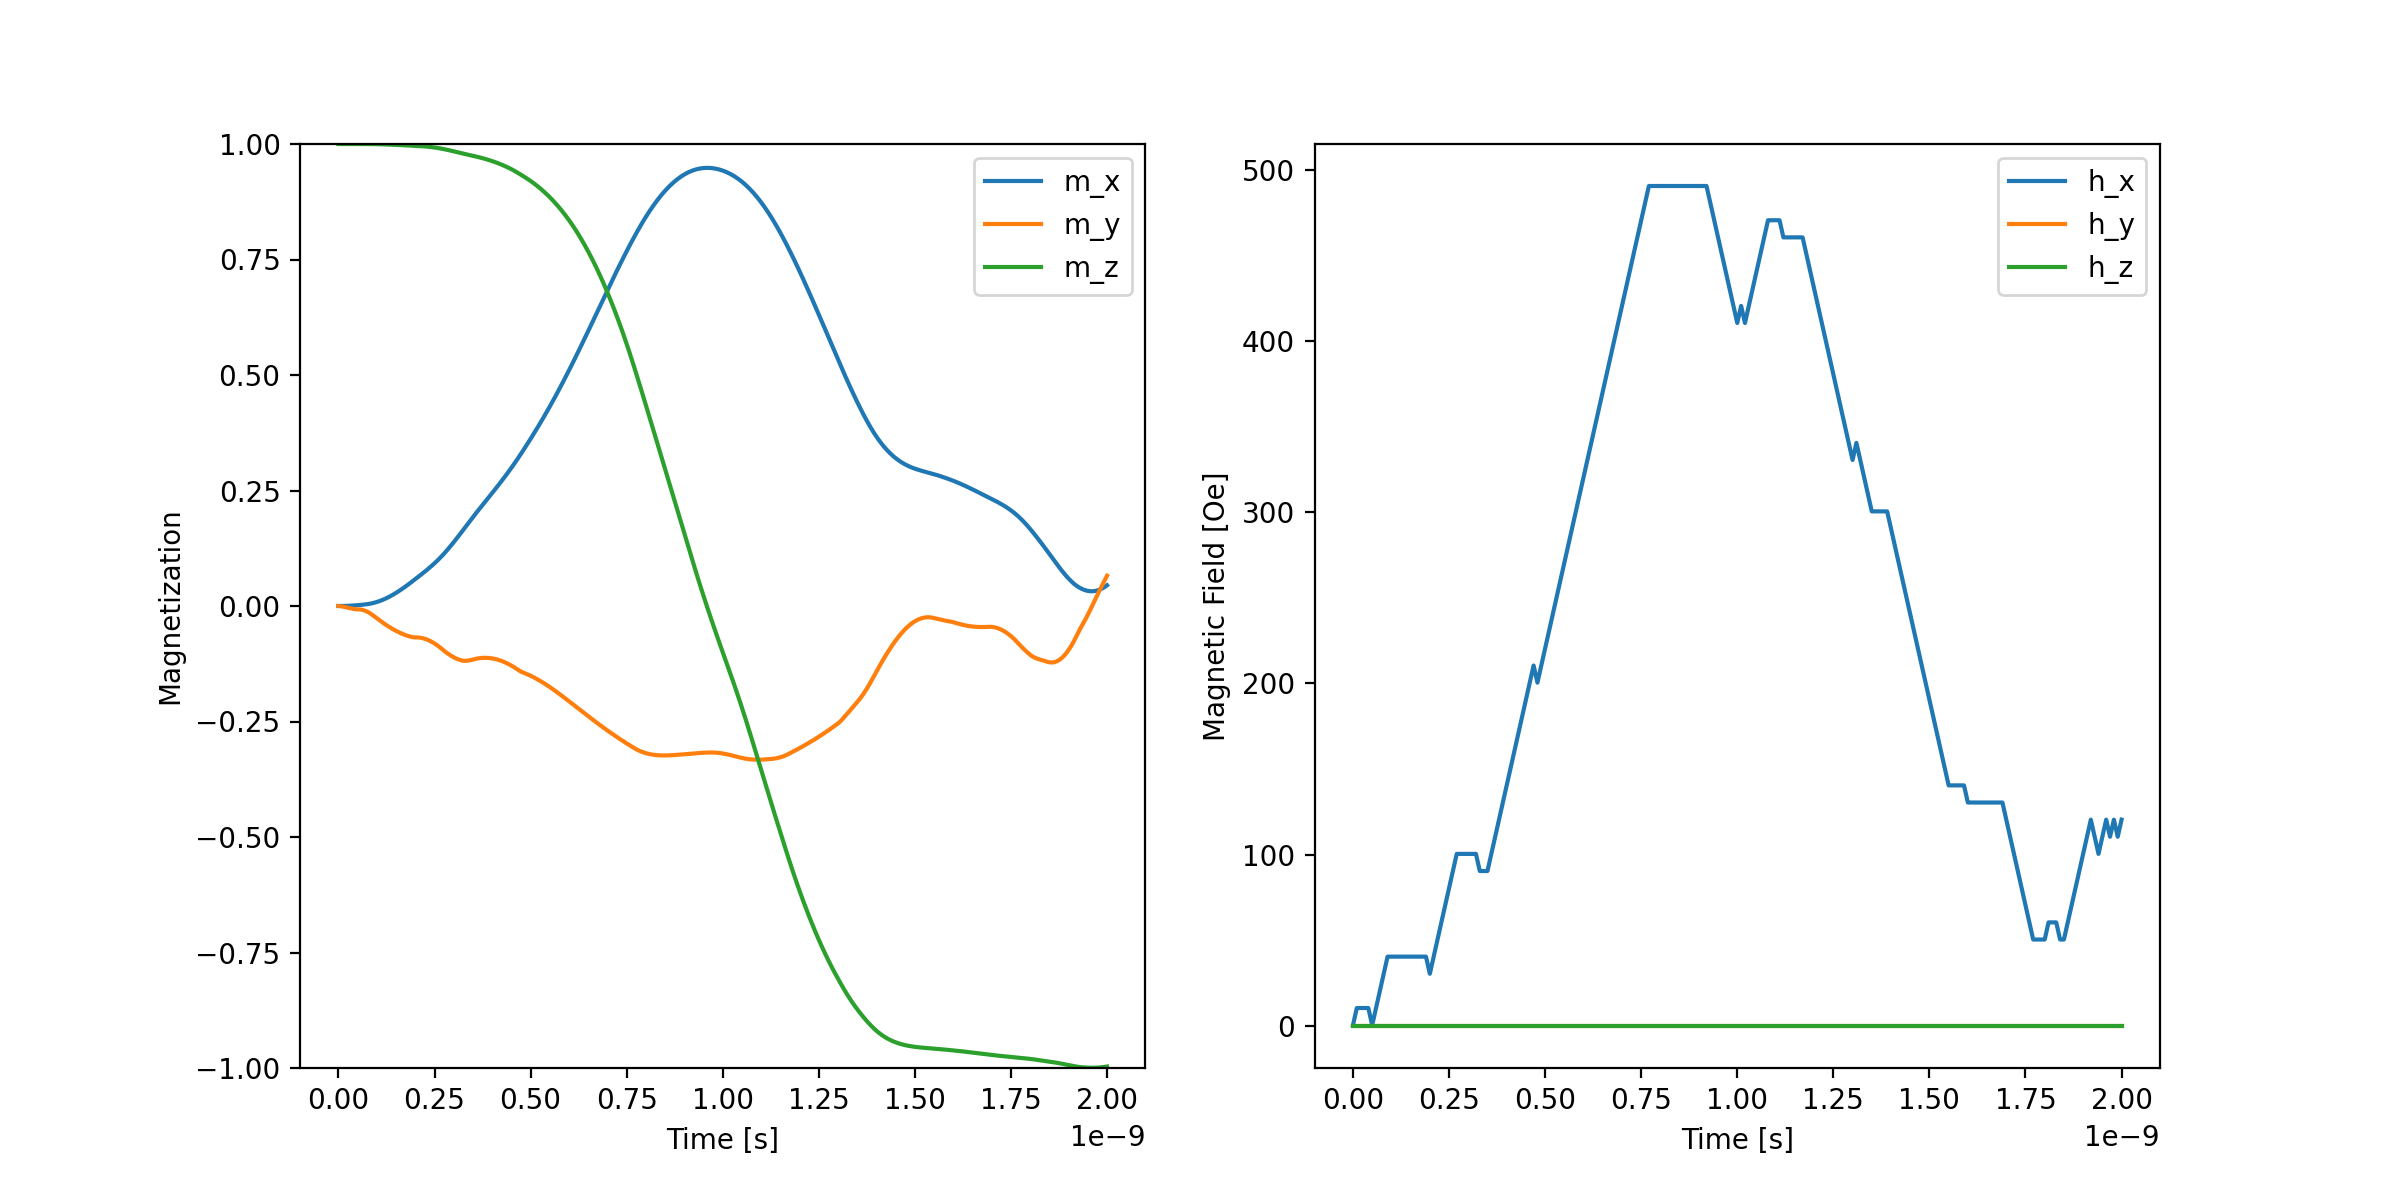 1.00
0.75
0.50
0.25
0.00
−0.25
−0.50
−0.75
−1.00
Magnetization
0.00 0.25 0.50 0.75 1.00 1.25 1.50 1.75 2.00
Time [s]
1e−9
m_x
m_y
m_z
500
400
300
200
100
0
Magnetic Field [Oe]
0.00 0.25 0.50 0.75 1.00 1.25 1.50 1.75 2.00
Time [s]
1e−9
h_x
h_y
h_z